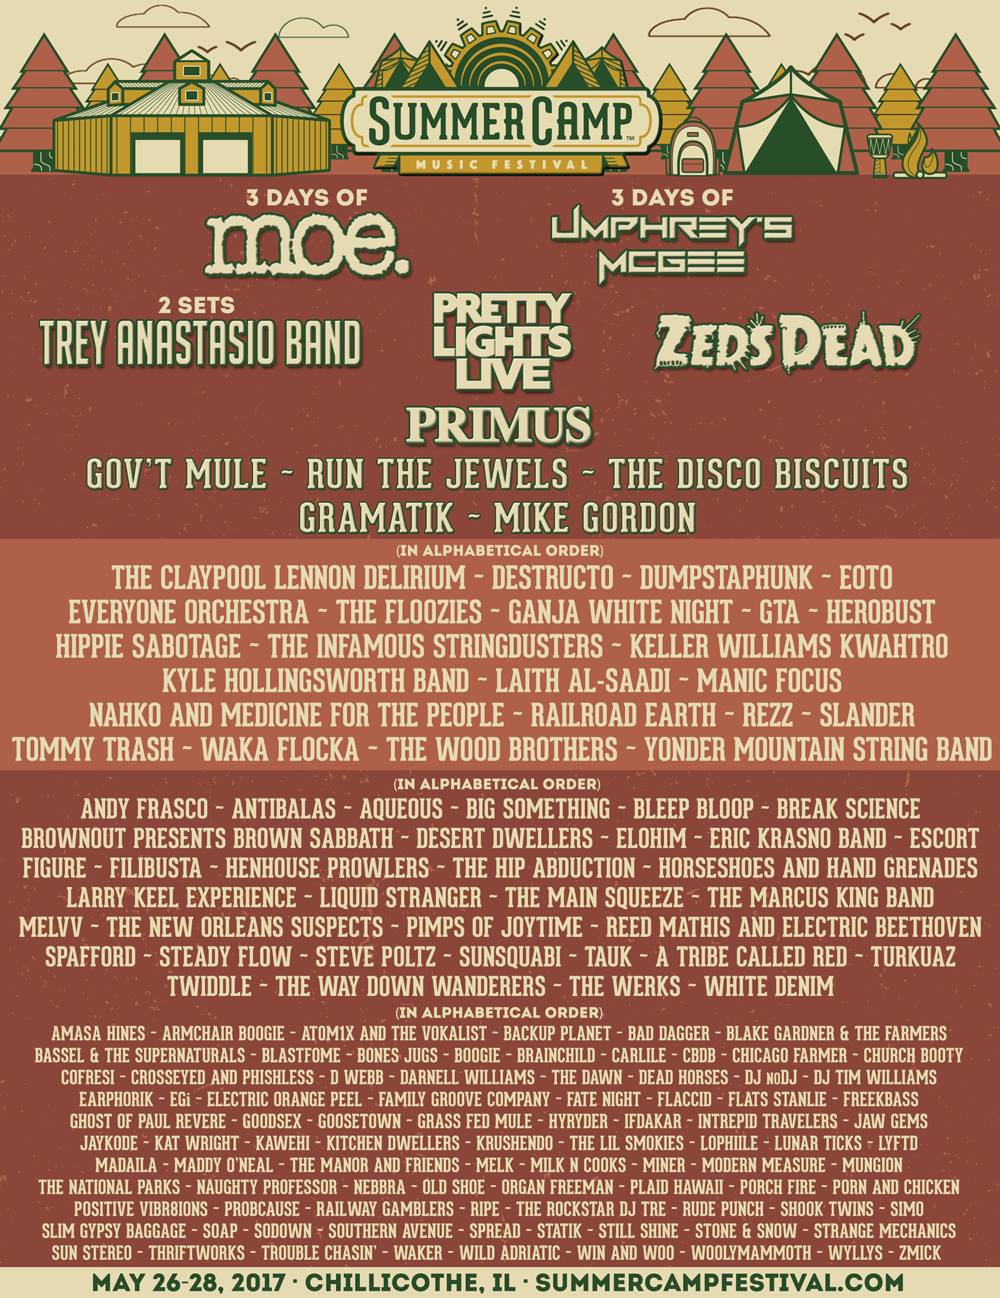 SUMMER CAMP™
MUSIC FESTIVAL
3 DAYS OF
moe.
3 DAYS OF
UMPHREY'S
MCGEE
2 SETS
TREY ANASTASIO BAND
PRETTY
LIGHTS
LIVE
ZEDS DEAD
PRIMUS
GOV'T MULE ~ RUN THE JEWELS ~ THE DISCO BISCUITS
GRAMATIK ~ MIKE GORDON
(IN ALPHABETICAL ORDER)
THE CLAYPOOL LENNON DELIRIUM ~ DESTRUCTO ~ DUMPSTAPHUNK ~ EOTO
EVERYONE ORCHESTRA ~ THE FLOOZIES ~ GANJA WHITE NIGHT ~ GTA ~ HEROBUST
HIPPIE SABOTAGE ~ THE INFAMOUS STRINGDUSTERS ~ KELLER WILLIAMS KWAHTRO
KYLE HOLLINGSWORTH BAND ~ LAITH AL-SAADI ~ MANIC FOCUS
NAHKO AND MEDICINE FOR THE PEOPLE ~ RAILROAD EARTH ~ REZZ ~ SLANDER
TOMMY TRASH ~ WAKA FLOCKA ~ THE WOOD BROTHERS ~ YONDER MOUNTAIN STRING BAND
(IN ALPHABETICAL ORDER)
ANDY FRASCO ~ ANTIBALAS ~ AQUEOUS ~ BIG SOMETHING ~ BLEEP BLOOP ~ BREAK SCIENCE
BROWNOUT PRESENTS BROWN SABBATH ~ DESERT DWELLERS ~ ELOHIM ~ ERIC KRASNO BAND ~ ESCORT
FIGURE ~ FILIBUSTA ~ HENHOUSE PROWLERS ~ THE HIP ABDUCTION ~ HORSESHOES AND HAND GRENADES
LARRY KEEL EXPERIENCE ~ LIQUID STRANGER ~ THE MAIN SQUEEZE ~ THE MARCUS KING BAND
MELVV ~ THE NEW ORLEANS SUSPECTS ~ PIMPS OF JOYTIME ~ REED MATHIS AND ELECTRIC BEETHOVEN
SPAFFORD ~ STEADY FLOW ~ STEVE POLTZ ~ SUNSQUABI ~ TAUK ~ A TRIBE CALLED RED ~ TURKUAZ
TWIDDLE ~ THE WAY DOWN WANDERERS ~ THE WERKS ~ WHITE DENIM
(IN ALPHABETICAL ORDER)
AMASA HINES ~ ARMCHAIR BOOGIE ~ ATOM1X AND THE VOKALIST ~ BACKUP PLANET ~ BAD DAGGER ~ BLAKE GARDNER & THE FARMERS
BASSEL & THE SUPERNATURALS ~ BLASTFOME ~ BONES JUGS ~ BOOGIE ~ BRAINCHILD ~ CARLILE ~ CBDB ~ CHICAGO FARMER ~ CHURCH BOOTY
COFRESI ~ CROSSEYED AND PHISHLESS ~ D WEBB ~ DARNELL WILLIAMS ~ THE DAWN ~ DEAD HORSES ~ DJ noDJ ~ DJ TIM WILLIAMS
EARPHORIK ~ EGi ~ ELECTRIC ORANGE PEEL ~ FAMILY GROOVE COMPANY ~ FATE NIGHT ~ FLACCID ~ FLATS STANLIE ~ FREEKBASS
GHOST OF PAUL REVERE ~ GOODSEX ~ GOOSETOWN ~ GRASS FED MULE ~ HYRYDER ~ IFDAKAR ~ INTREPID TRAVELERS ~ JAW GEMS
JAYKODE ~ KAT WRIGHT ~ KAWEHI ~ KITCHEN DWELLERS ~ KRUSHENDO ~ THE LIL SMOKIES ~ LOPHIILE ~ LUNAR TICKS ~ LYFTD
MADAILA ~ MADDY O'NEAL ~ THE MANOR AND FRIENDS ~ MELK ~ MILK N COOKS ~ MINER ~ MODERN MEASURE ~ MUNGION
THE NATIONAL PARKS ~ NAUGHTY PROFESSOR ~ NEBBRA ~ OLD SHOE ~ ORGAN FREEMAN ~ PLAID HAWAII ~ PORCH FIRE ~ PORN AND CHICKEN
POSITIVE VIBR8IONS ~ PROBCAUSE ~ RAILWAY GAMBLERS ~ RIPE ~ THE ROCKSTAR DJ TRE ~ RUDE PUNCH ~ SHOOK TWINS ~ SIMO
SLIM GYPSY BAGGAGE ~ SOAP ~ SODOWN ~ SOUTHERN AVENUE ~ SPREAD ~ STATIK ~ STILL SHINE ~ STONE & SNOW ~ STRANGE MECHANICS
SUN STEREO ~ THRIFTWORKS ~ TROUBLE CHASIN' ~ WAKER ~ WILD ADRIATIC ~ WIN AND WOO ~ WOOLYMAMMOTH ~ WYLLYS ~ ZMICK
MAY 26-28, 2017 · CHILLICOTHE, IL · SUMMERCAMPFESTIVAL.COM